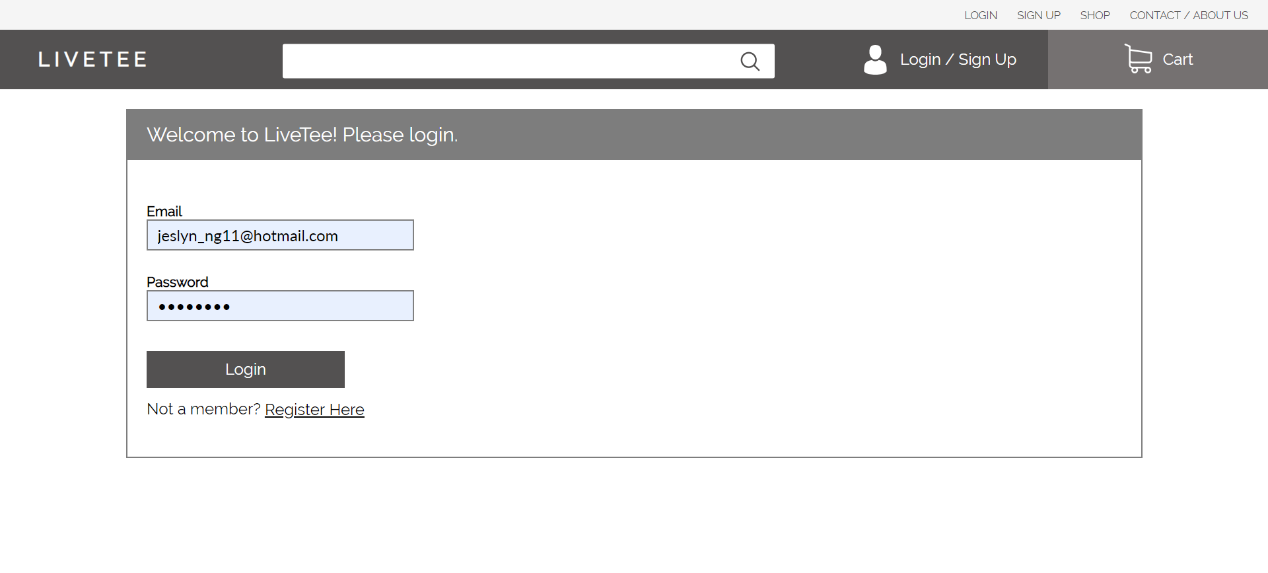 LOGIN SIGN UP SHOP CONTACT / ABOUT US
LIVETEE Login / Sign Up Cart
Welcome to LiveTee! Please login.
Email
jeslyn_ng11@hotmail.com
Password
••••••••
Login
Not a member? Register Here